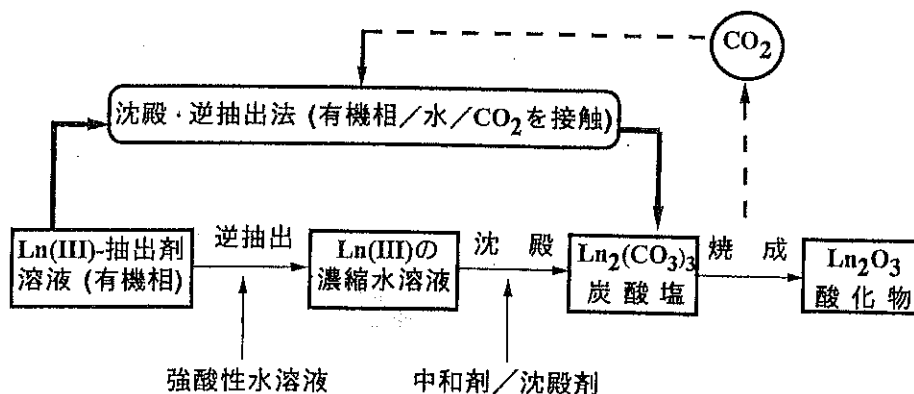 CO2
沈殿・逆抽出法 (有機相/水/CO2を接触)
Ln(III)-抽出剤
溶液 (有機相)
逆抽出
Ln(III)の
濃縮水溶液
沈 殿
Ln2(CO3)3
炭 酸 塩
焼 成
Ln2O3
酸 化 物
強酸性水溶液
中和剤/沈殿剤